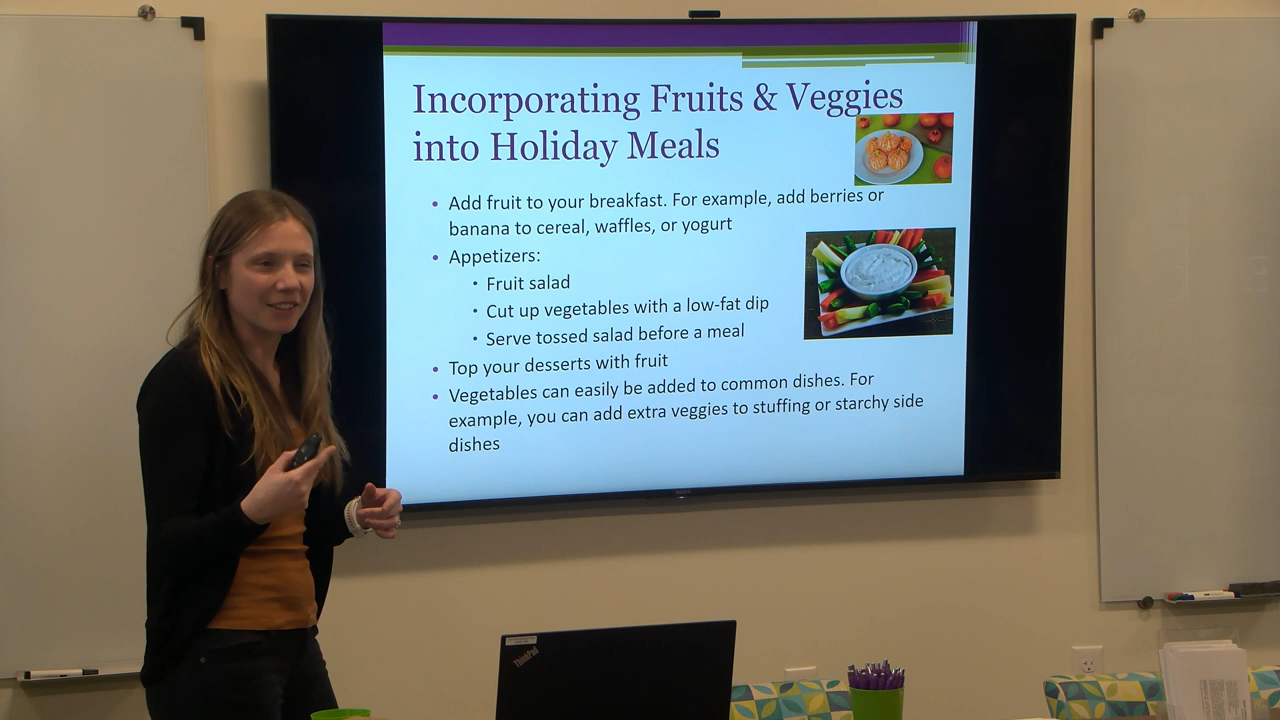 Incorporating Fruits & Veggies
into Holiday Meals
• Add fruit to your breakfast. For example, add berries or
banana to cereal, waffles, or yogurt
• Appetizers:
• Fruit salad
• Cut up vegetables with a low-fat dip
• Serve tossed salad before a meal
• Top your desserts with fruit
• Vegetables can easily be added to common dishes. For
example, you can add extra veggies to stuffing or starchy side
dishes
ThinkPad